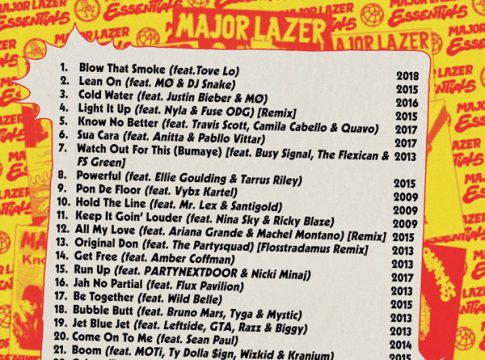 MAJOR LAZER
ESSENTIALS
1. Blow That Smoke (feat.Tove Lo) 2018
2. Lean On (feat. MØ & DJ Snake) 2015
3. Cold Water (feat. Justin Bieber & MØ) 2016
4. Light It Up (feat. Nyla & Fuse ODG) [Remix] 2015
5. Know No Better (feat. Travis Scott, Camila Cabello & Quavo) 2017
6. Sua Cara (feat. Anitta & Pabllo Vittar) 2017
7. Watch Out For This (Bumaye) [feat. Busy Signal, The Flexican & 2013
FS Green]
8. Powerful (feat. Ellie Goulding & Tarrus Riley) 2015
9. Pon De Floor (feat. Vybz Kartel) 2009
10. Hold The Line (feat. Mr. Lex & Santigold) 2009
11. Keep It Goin' Louder (feat. Nina Sky & Ricky Blaze) 2009
12. All My Love (feat. Ariana Grande & Machel Montano) [Remix] 2015
13. Original Don (feat. The Partysquad) [Flosstradamus Remix] 2013
14. Get Free (feat. Amber Coffman) 2013
15. Run Up (feat. PARTYNEXTDOOR & Nicki Minaj) 2017
16. Jah No Partial (feat. Flux Pavilion) 2013
17. Be Together (feat. Wild Belle) 2015
18. Bubble Butt (feat. Bruno Mars, Tyga & Mystic) 2013
19. Jet Blue Jet (feat. Leftside, GTA, Razz & Biggy) 2013
20. Come On To Me (feat. Sean Paul) 2014
21. Boom (feat. MOTi, Ty Dolla $ign, Wizkid & Kranium)